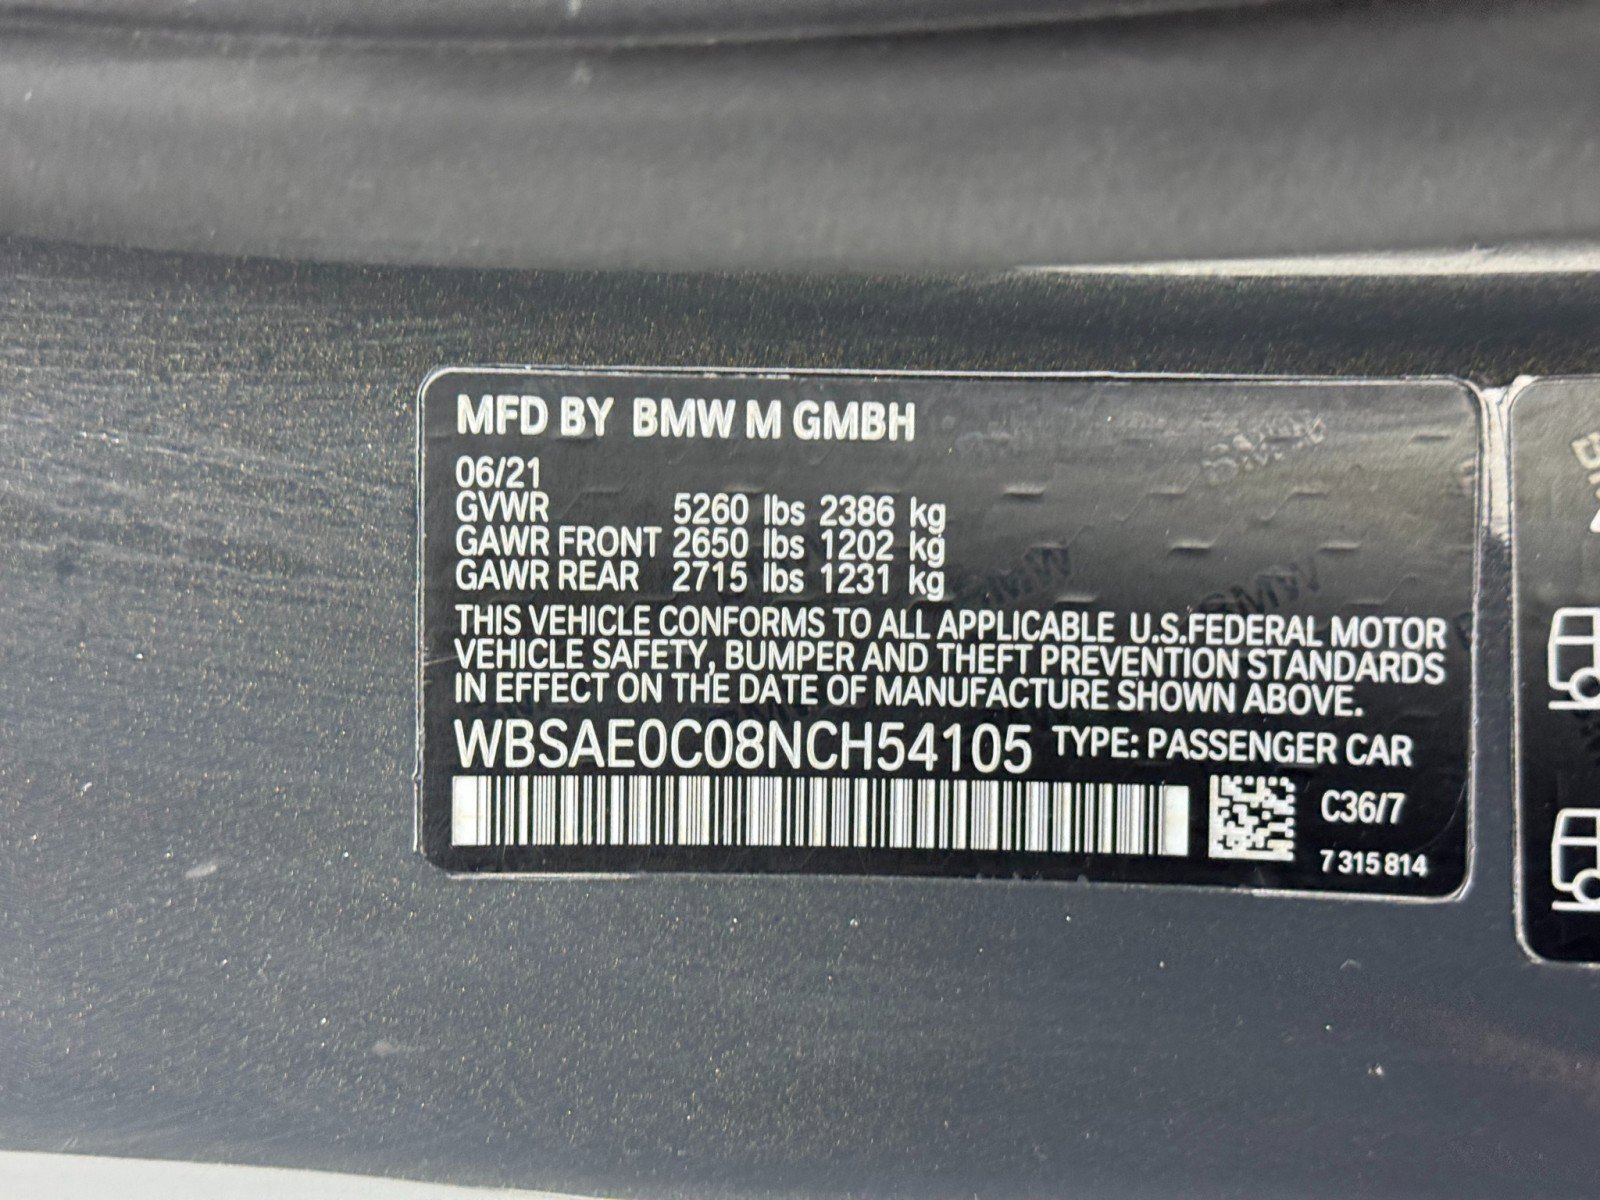 MFD BY BMW M GMBH
06/21
GVWR 5260 lbs 2386 kg
GAWR FRONT 2650 lbs 1202 kg
GAWR REAR 2715 lbs 1231 kg
THIS VEHICLE CONFORMS TO ALL APPLICABLE U.S.FEDERAL MOTOR
VEHICLE SAFETY, BUMPER AND THEFT PREVENTION STANDARDS
IN EFFECT ON THE DATE OF MANUFACTURE SHOWN ABOVE.
WBSAE0C08NCH54105 TYPE: PASSENGER CAR
C36/7
7 315 814